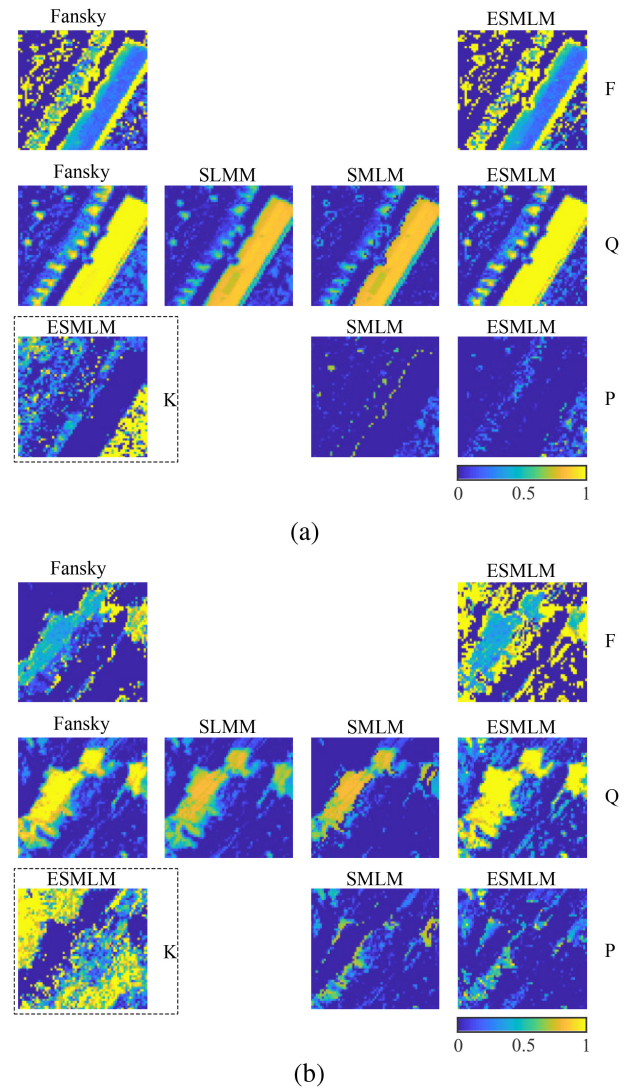 Fansky ESMLM
F
Fansky SLMM SMLM ESMLM
Q
ESMLM SMLM ESMLM
K P
0 0.5 1
(a)
Fansky ESMLM
F
Fansky SLMM SMLM ESMLM
Q
ESMLM SMLM ESMLM
K P
0 0.5 1
(b)